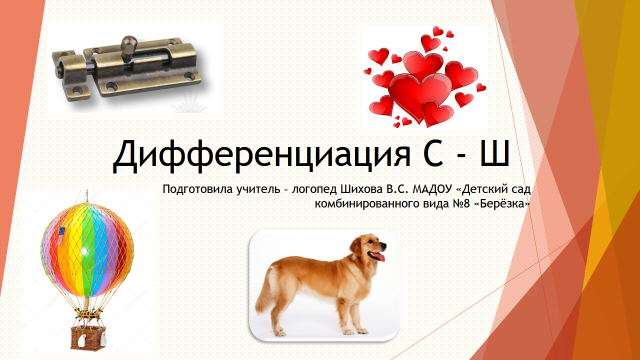 Дифференциация С - Ш
Подготовила учитель – логопед Шихова В.С. МАДОУ «Детский сад
комбинированного вида №8 «Берёзка»